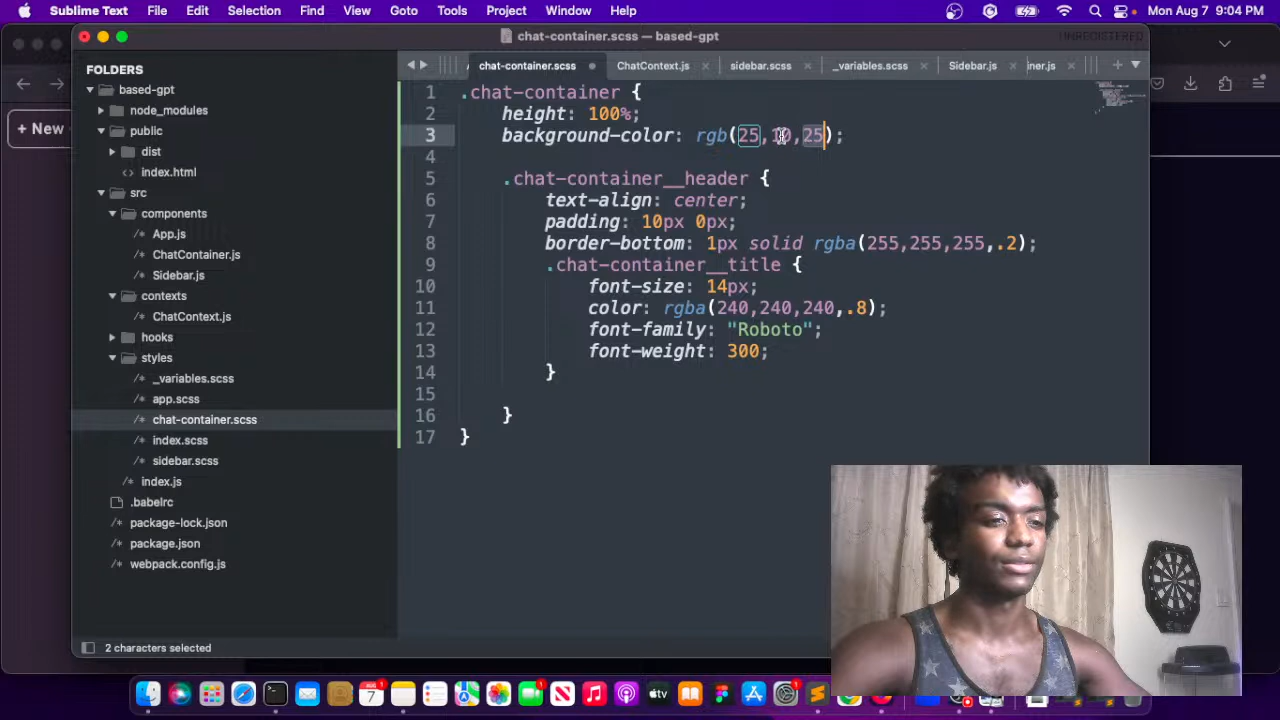 Sublime Text File Edit Selection Find View Goto Tools Project Window Help Mon Aug 7 9:04 PM
chat-container.scss — based-gpt UNREGISTERED
FOLDERS
based-gpt
node_modules
public
dist
index.html
src
components
App.js
ChatContainer.js
Sidebar.js
contexts
ChatContext.js
hooks
styles
_variables.scss
app.scss
chat-container.scss
index.scss
sidebar.scss
index.js
.babelrc
package-lock.json
package.json
webpack.config.js
+ New
chat-container.scss ChatContext.js sidebar.scss _variables.scss Sidebar.js iner.js
1 .chat-container {
2 height: 100%;
3 background-color: rgb(25,10,25);
4
5 .chat-container__header {
6 text-align: center;
7 padding: 10px 0px;
8 border-bottom: 1px solid rgba(255,255,255,.2);
9 .chat-container__title {
10 font-size: 14px;
11 color: rgba(240,240,240,.8);
12 font-family: "Roboto";
13 font-weight: 300;
14 }
15
16 }
17 }
2 characters selected